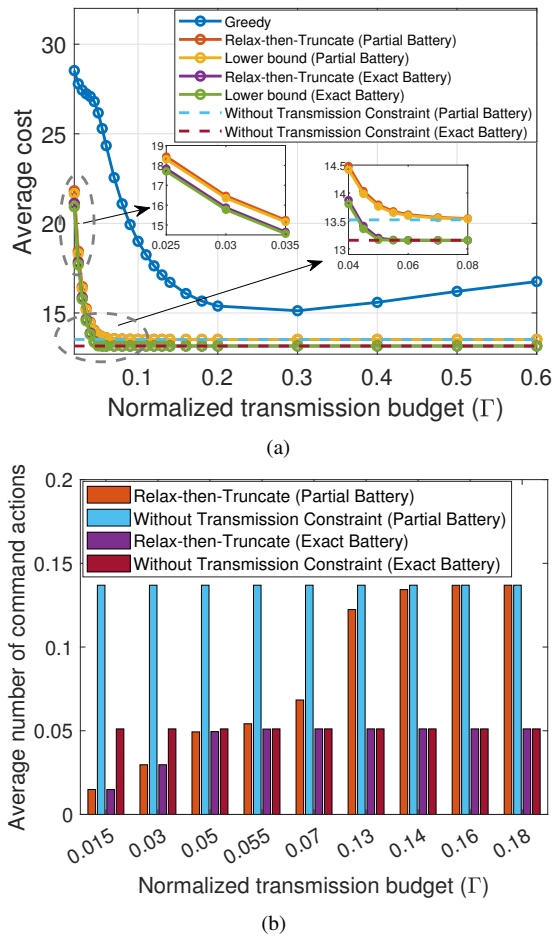 30
25
20
15
Average cost
Greedy
Relax-then-Truncate (Partial Battery)
Lower bound (Partial Battery)
Relax-then-Truncate (Exact Battery)
Lower bound (Exact Battery)
Without Transmission Constraint (Partial Battery)
Without Transmission Constraint (Exact Battery)
19
18
17
16
15
0.025 0.03 0.035
14.5
14
13.5
13
0.04 0.06 0.08
0.1 0.2 0.3 0.4 0.5 0.6
Normalized transmission budget (Γ)
(a)
0.2
0.15
0.1
0.05
0
Average number of command actions
Relax-then-Truncate (Partial Battery)
Without Transmission Constraint (Partial Battery)
Relax-then-Truncate (Exact Battery)
Without Transmission Constraint (Exact Battery)
0.015 0.03 0.05 0.055 0.07 0.13 0.14 0.16 0.18
Normalized transmission budget (Γ)
(b)